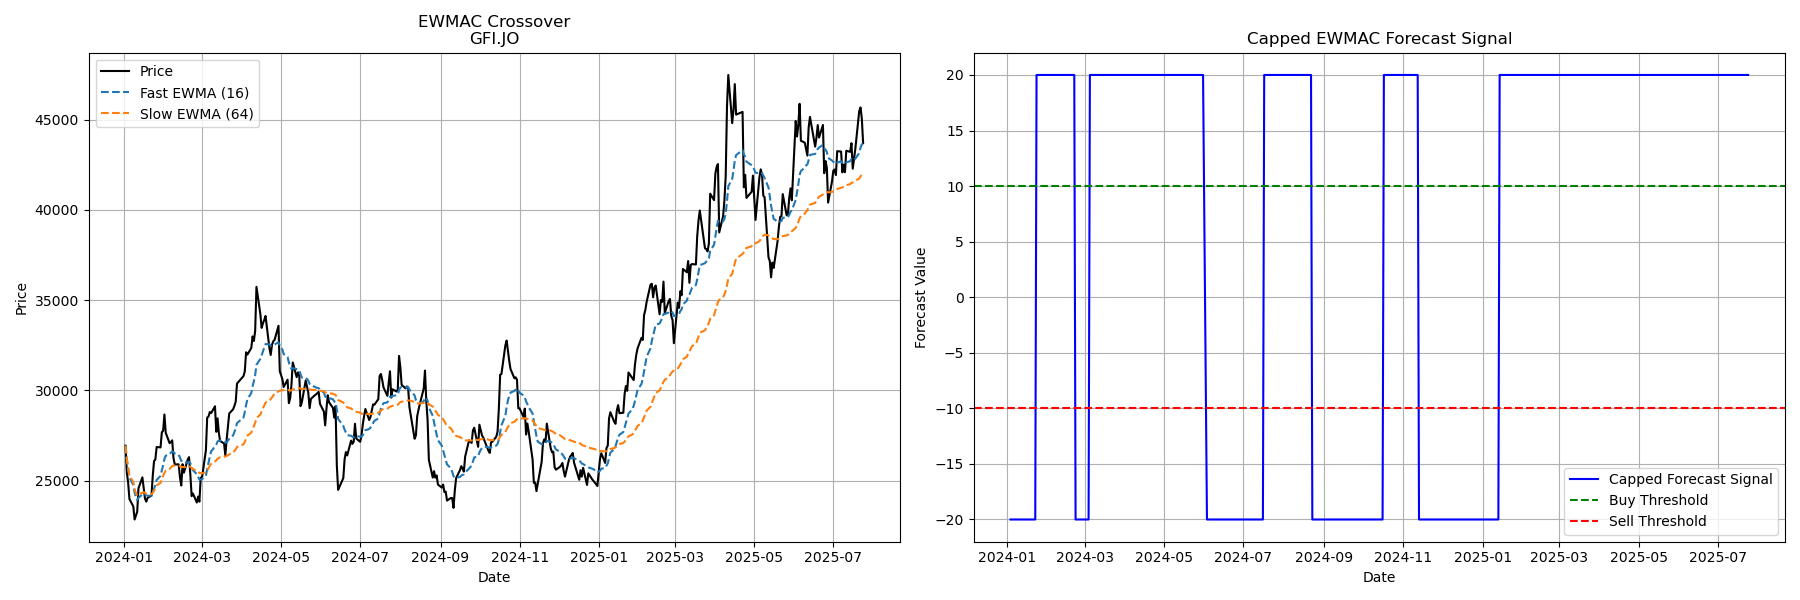 EWMAC Crossover
GFI.JO
Price
Fast EWMA (16)
Slow EWMA (64)
45000
40000
35000
30000
25000
Price
2024-01 2024-03 2024-05 2024-07 2024-09 2024-11 2025-01 2025-03 2025-05 2025-07
Date
Capped EWMAC Forecast Signal
20
15
10
5
0
−5
−10
−15
−20
Forecast Value
Capped Forecast Signal
Buy Threshold
Sell Threshold
2024-01 2024-03 2024-05 2024-07 2024-09 2024-11 2025-01 2025-03 2025-05 2025-07
Date